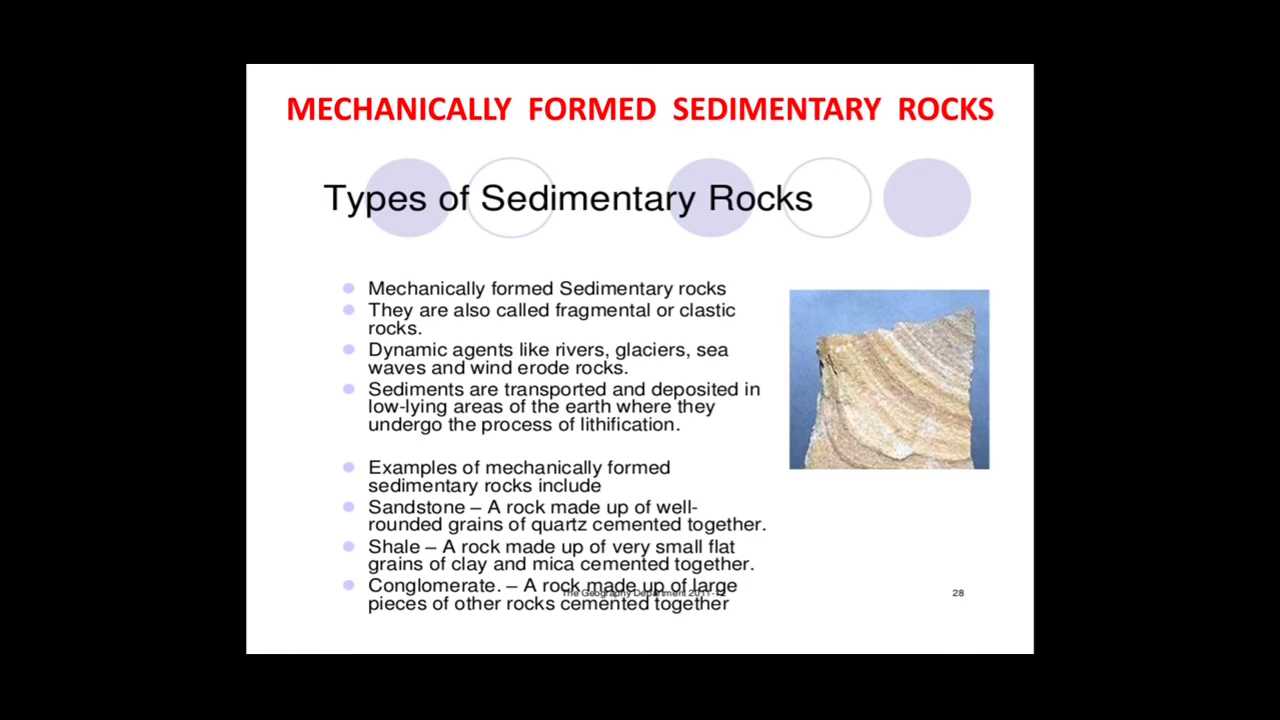 MECHANICALLY FORMED SEDIMENTARY ROCKS
Types of Sedimentary Rocks
Mechanically formed Sedimentary rocks
They are also called fragmental or clastic
rocks.
Dynamic agents like rivers, glaciers, sea
waves and wind erode rocks.
Sediments are transported and deposited in
low-lying areas of the earth where they
undergo the process of lithification.
Examples of mechanically formed
sedimentary rocks include
Sandstone – A rock made up of well-
rounded grains of quartz cemented together.
Shale – A rock made up of very small flat
grains of clay and mica cemented together.
Conglomerate. – A rock made up of large
pieces of other rocks cemented together
The Geography Department
28